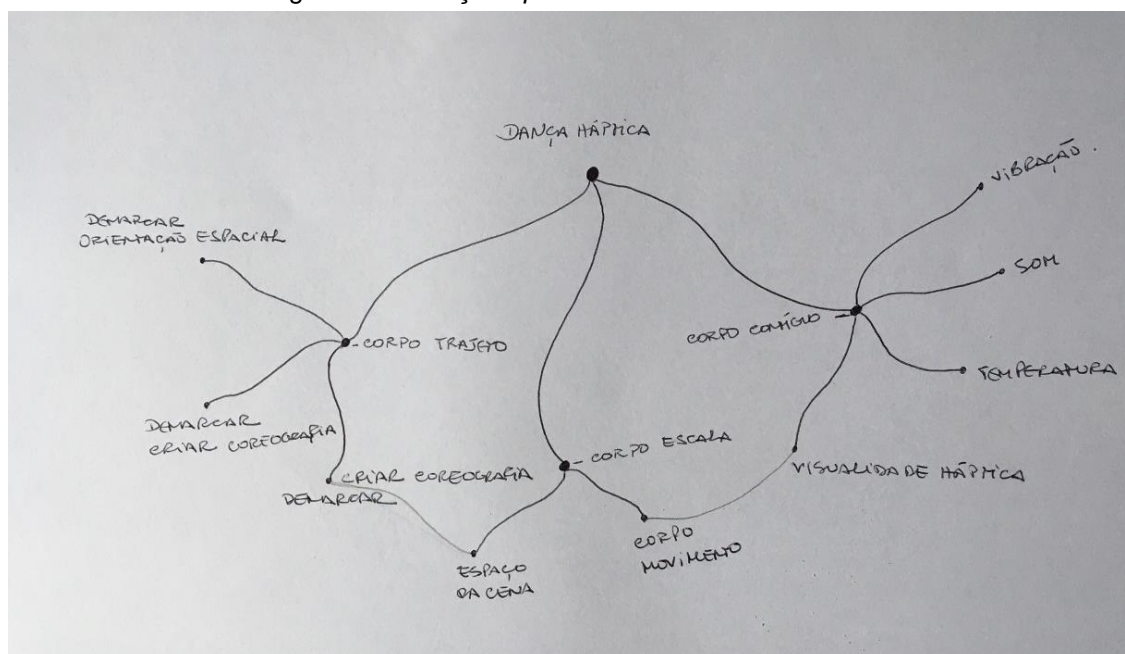 DANÇA HÁPTICA
VIBRAÇÃO.
DEMARCAR
ORIENTAÇÃO ESPACIAL
SOM
CORPO CONTÍGUO
CORPO TRAJETO
TEMPERATURA
DEMARCAR
CRIAR COREOGRAFIA
CORPO ESCALA
VISUALIDADE HÁPTICA
CRIAR COREOGRAFIA
DEMARCAR
CORPO
MOVIMENTO
ESPAÇO
DA CENA